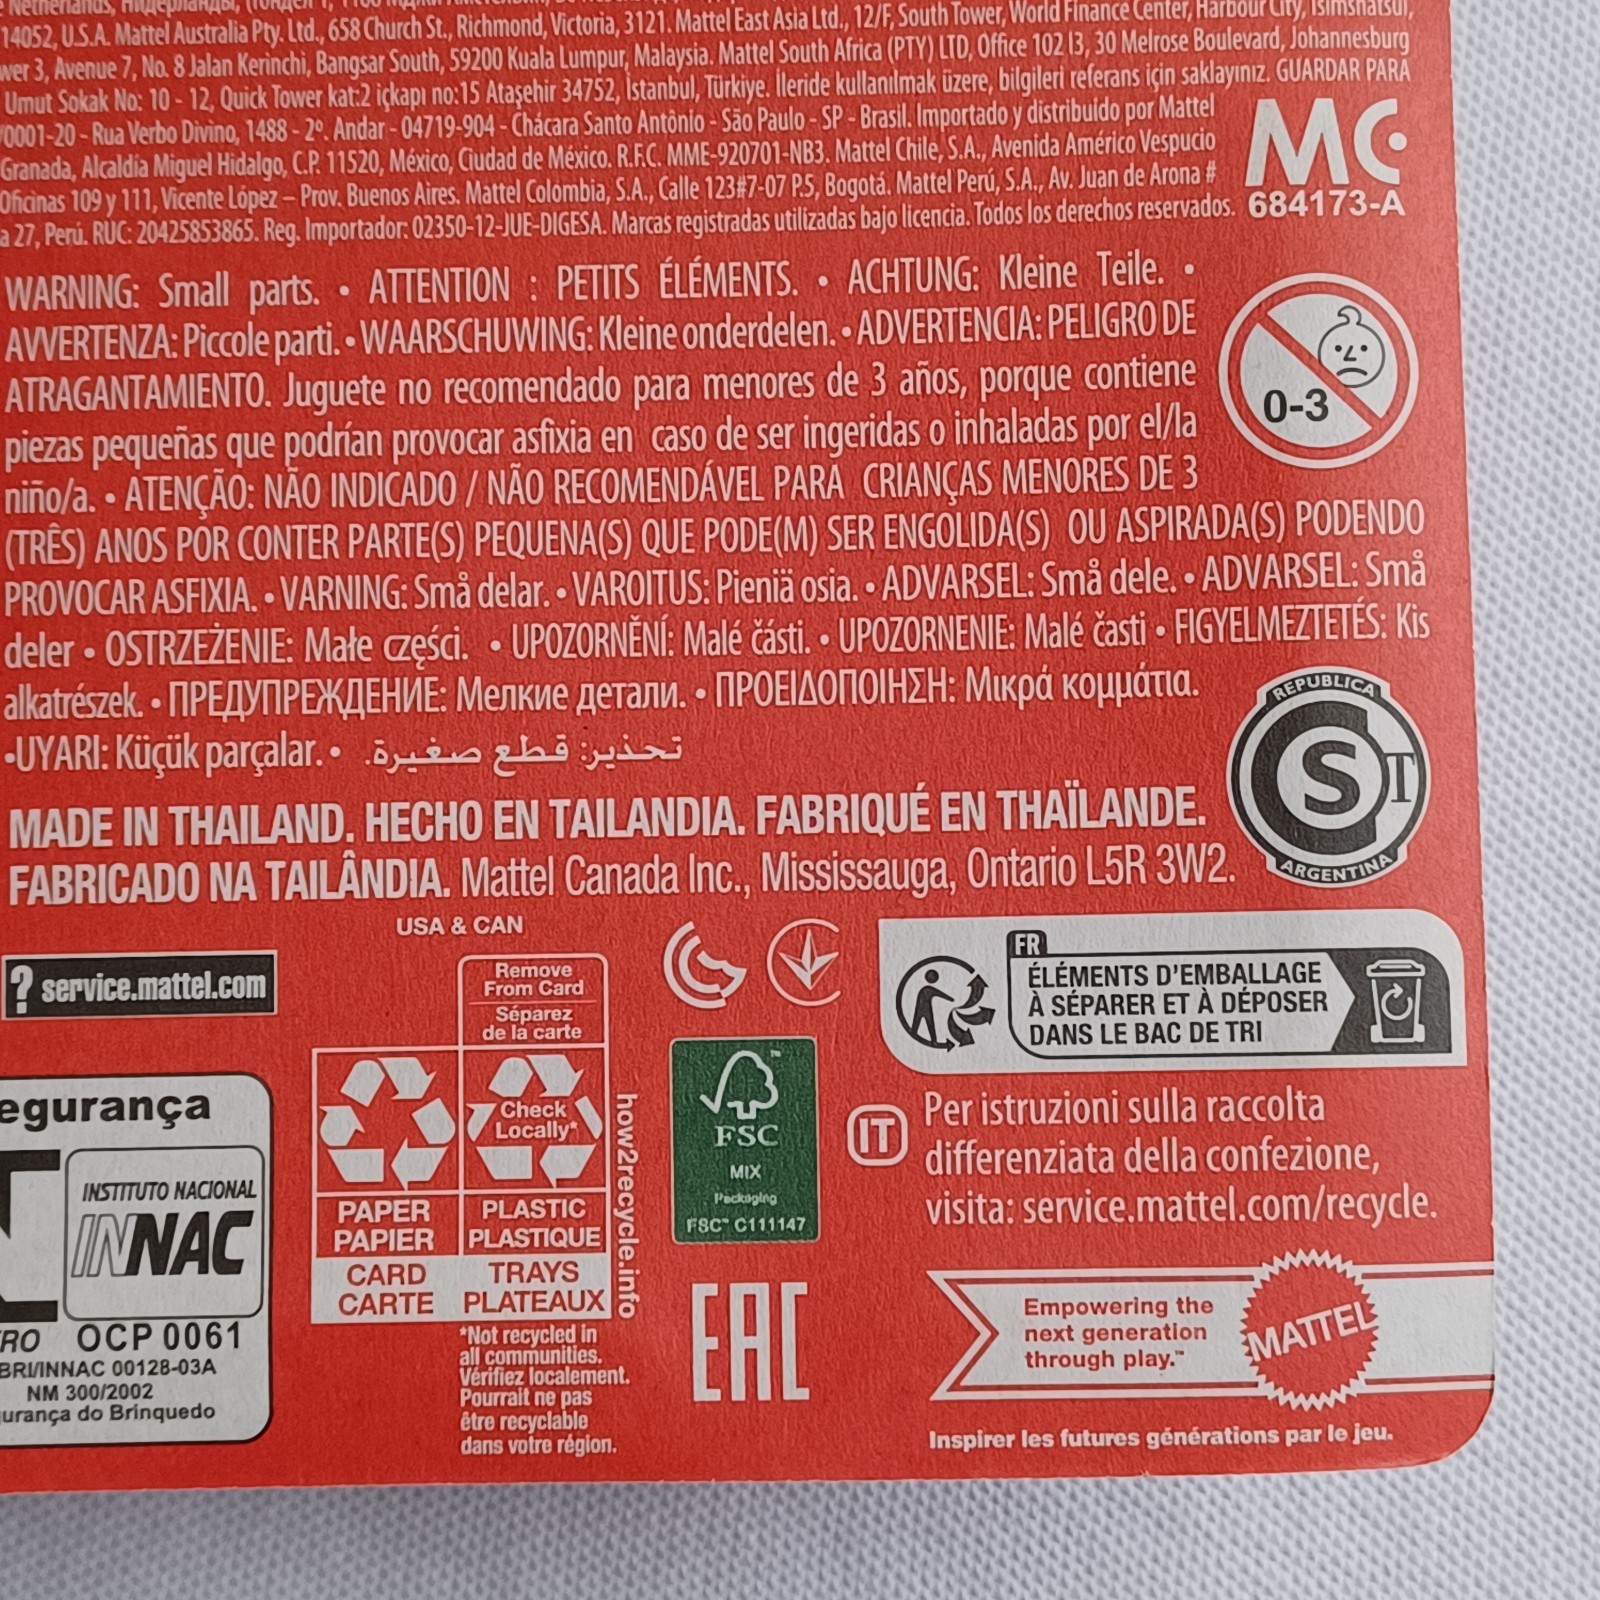 Netherlands, Нидерланды,
14052, U.S.A. Mattel Australia Pty. Ltd., 658 Church St., Richmond, Victoria, 3121. Mattel East Asia Ltd., 12/F, South Tower, World Finance Center, Harbour City, Tsimshatsui,
wer 3, Avenue 7, No. 8 Jalan Kerinchi, Bangsar South, 59200 Kuala Lumpur, Malaysia. Mattel South Africa (PTY) LTD, Office 102 I3, 30 Melrose Boulevard, Johannesburg
Umut Sokak No: 10 - 12, Quick Tower kat:2 içkapı no:15 Ataşehir 34752, İstanbul, Türkiye. İleride kullanılmak üzere, bilgileri referans için saklayınız. GUARDAR PARA
/0001-20 - Rua Verbo Divino, 1488 - 2º. Andar - 04719-904 - Chácara Santo Antônio - São Paulo - SP - Brasil. Importado y distribuido por Mattel
Granada, Alcaldía Miguel Hidalgo, C.P. 11520, México, Ciudad de México. R.F.C. MME-920701-NB3. Mattel Chile, S.A., Avenida Américo Vespucio
Oficinas 109 y 111, Vicente López – Prov. Buenos Aires. Mattel Colombia, S.A., Calle 123#7-07 P.5, Bogotá. Mattel Perú, S.A., Av. Juan de Arona #
a 27, Perú. RUC: 20425853865. Reg. Importador: 02350-12-JUE-DIGESA. Marcas registradas utilizadas bajo licencia. Todos los derechos reservados.
MC
684173-A
WARNING: Small parts. • ATTENTION : PETITS ÉLÉMENTS. • ACHTUNG: Kleine Teile. •
AVVERTENZA: Piccole parti. • WAARSCHUWING: Kleine onderdelen. • ADVERTENCIA: PELIGRO DE
ATRAGANTAMIENTO. Juguete no recomendado para menores de 3 años, porque contiene
piezas pequeñas que podrían provocar asfixia en caso de ser ingeridas o inhaladas por el/la
niño/a. • ATENÇÃO: NÃO INDICADO / NÃO RECOMENDÁVEL PARA CRIANÇAS MENORES DE 3
(TRÊS) ANOS POR CONTER PARTE(S) PEQUENA(S) QUE PODE(M) SER ENGOLIDA(S) OU ASPIRADA(S) PODENDO
PROVOCAR ASFIXIA. • VARNING: Små delar. • VAROITUS: Pieniä osia. • ADVARSEL: Små dele. • ADVARSEL: Små
deler • OSTRZEŻENIE: Małe części. • UPOZORNĚNÍ: Malé části. • UPOZORNENIE: Malé časti • FIGYELMEZTETÉS: Kis
alkatrészek. • ПРЕДУПРЕЖДЕНИЕ: Мелкие детали. • ΠΡΟΕΙΔΟΠΟΙΗΣΗ: Μικρά κομμάτια.
•UYARI: Küçük parçalar. • تحذير: قطع صغيرة.
0-3
REPUBLICA
S T
ARGENTINA
MADE IN THAILAND. HECHO EN TAILANDIA. FABRIQUÉ EN THAÏLANDE.
FABRICADO NA TAILÂNDIA. Mattel Canada Inc., Mississauga, Ontario L5R 3W2.
? service.mattel.com
egurança
INSTITUTO NACIONAL
INNAC
RO OCP 0061
BRI/INNAC 00128-03A
NM 300/2002
urança do Brinquedo
USA & CAN
Remove
From Card
Séparez
de la carte
Check
Locally*
PAPER
PAPIER
PLASTIC
PLASTIQUE
CARD
CARTE
TRAYS
PLATEAUX
how2recycle.info
*Not recycled in
all communities.
Vérifiez localement.
Pourrait ne pas
être recyclable
dans votre région.
™
FSC
MIX
Packaging
FSC™ C111147
EAC
FR
ÉLÉMENTS D'EMBALLAGE
À SÉPARER ET À DÉPOSER
DANS LE BAC DE TRI
IT
Per istruzioni sulla raccolta
differenziata della confezione,
visita: service.mattel.com/recycle.
Empowering the
next generation
through play.™
MATTEL
Inspirer les futures générations par le jeu.